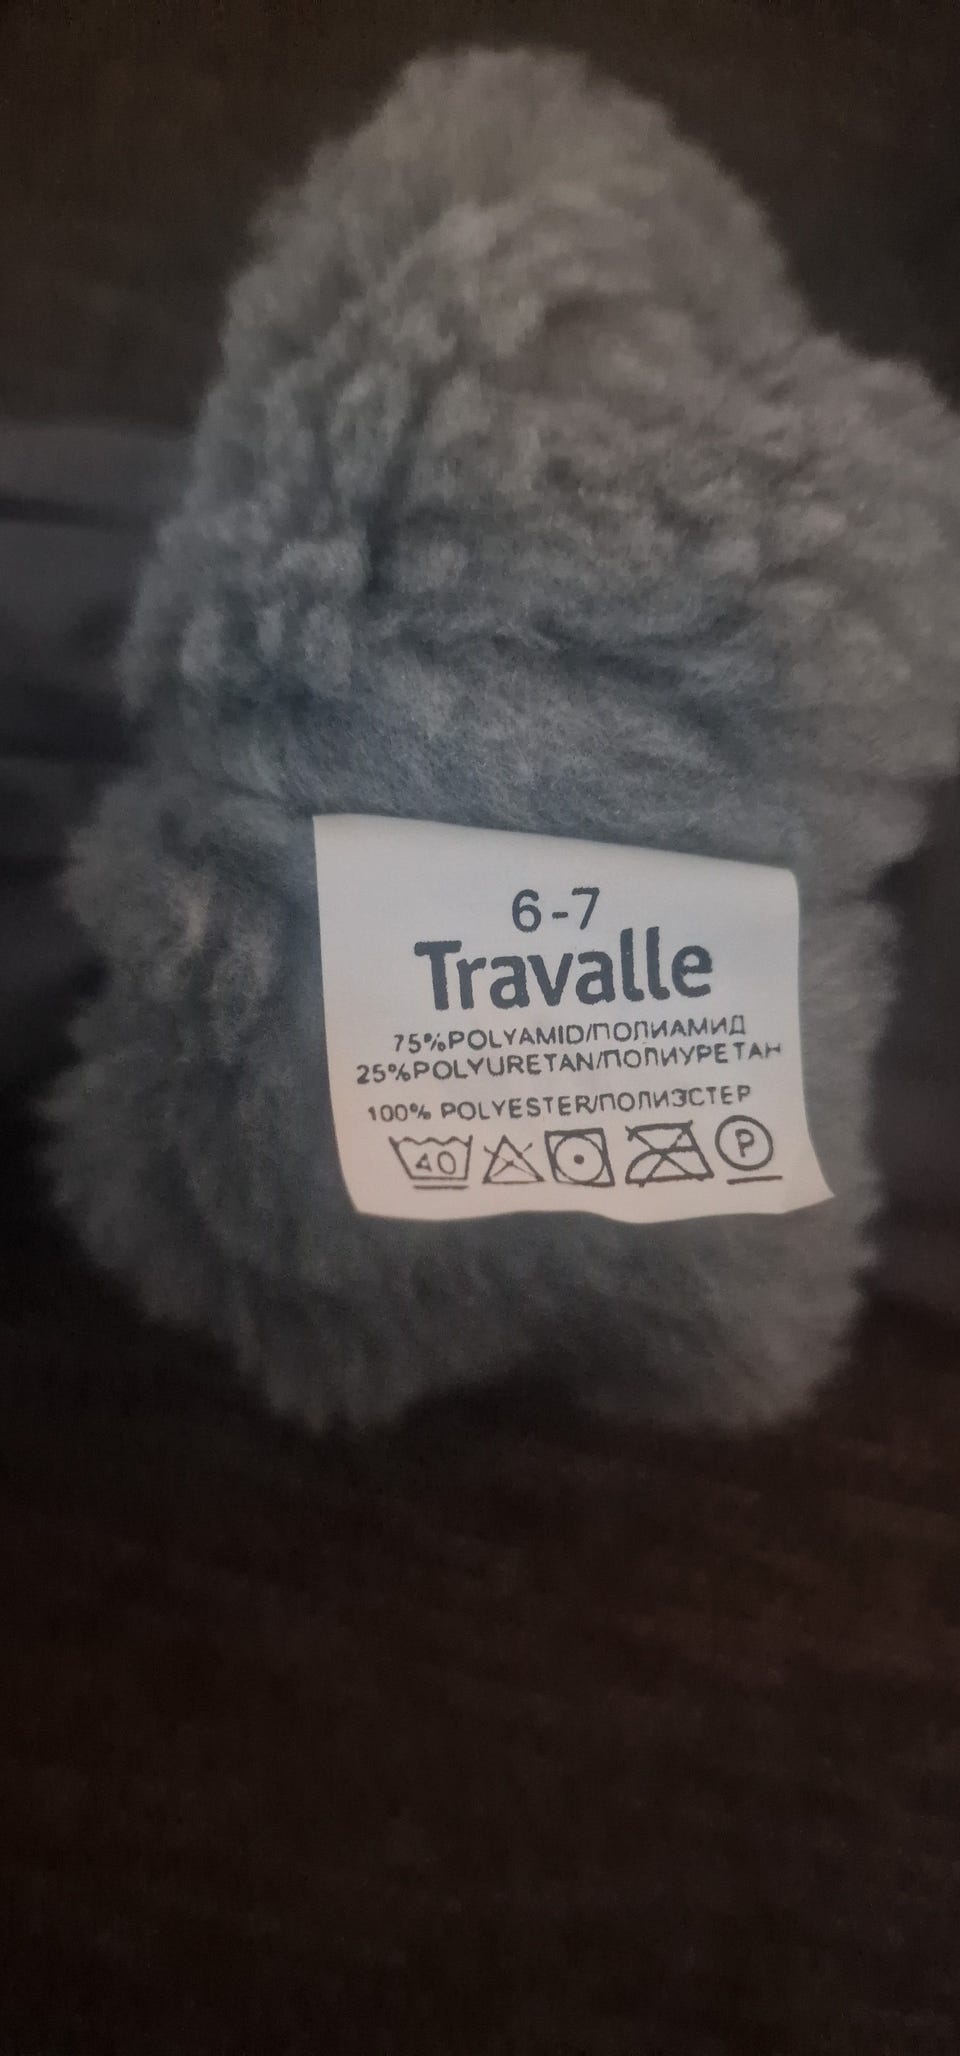 6-7
Travalle
75%POLYAMID/ПОЛИАМИД
25%POLYURETAN/ПОЛИУРЕТАН
100% POLYESTER/ПОЛИЭСТЕР
40 P